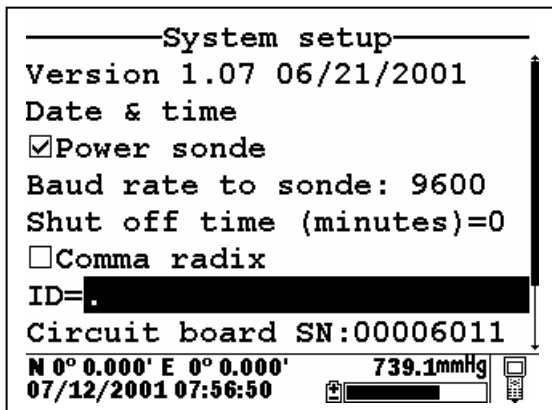 System setup
Version 1.07 06/21/2001
Date & time
☑Power sonde
Baud rate to sonde: 9600
Shut off time (minutes)=0
☐Comma radix
ID=.
Circuit board SN:00006011
N 0° 0.000' E 0° 0.000' 739.1mmHg
07/12/2001 07:56:50